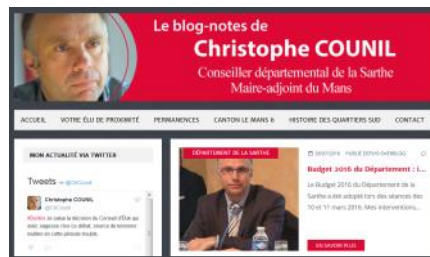 Le blog-notes de
Christophe COUNIL
Conseiller départemental de la Sarthe
Maire-adjoint du Mans
ACCUEIL VOTRE ÉLU DE PROXIMITÉ PERMANENCES CANTON LE MANS 6 HISTOIRE DES QUARTIERS SUD CONTACT
MON ACTUALITÉ VIA TWITTER
Tweets
Christophe COUNIL
DÉPARTEMENT DE LA SARTHE
PUBLIÉ DEPUIS OVERBLOG
Budget 2016 du Département : i...
Le Budget 2016 du Département de la
Sarthe a été adopté lors des séances des
10 et 11 mars 2016. Mes interventions...
EN SAVOIR PLUS